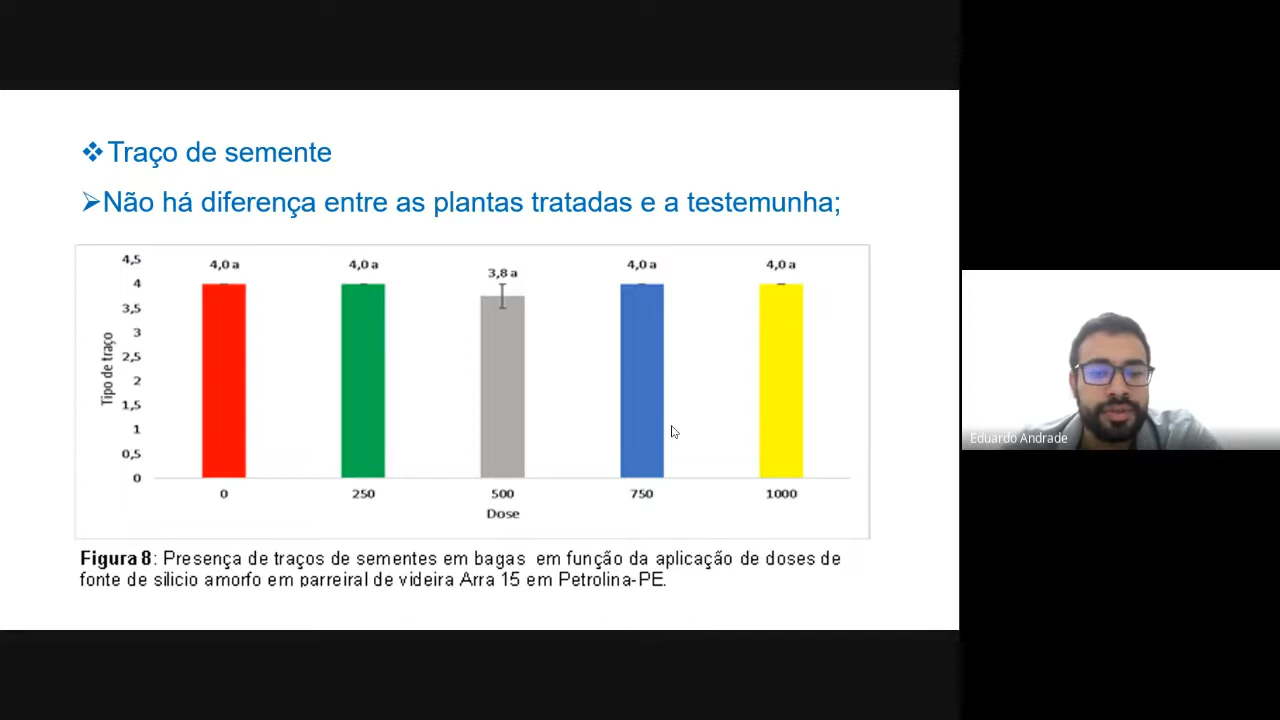 ❖Traço de semente
➢Não há diferença entre as plantas tratadas e a testemunha;
4,5
4
3,5
3
2,5
2
1,5
1
0,5
0
Tipo de traço
4,0 a
4,0 a
3,8 a
4,0 a
4,0 a
0
250
500
750
1000
Dose
Figura 8: Presença de traços de sementes em bagas em função da aplicação de doses de
fonte de silicio amorfo em parreiral de videira Arra 15 em Petrolina-PE.
Eduardo Andrade